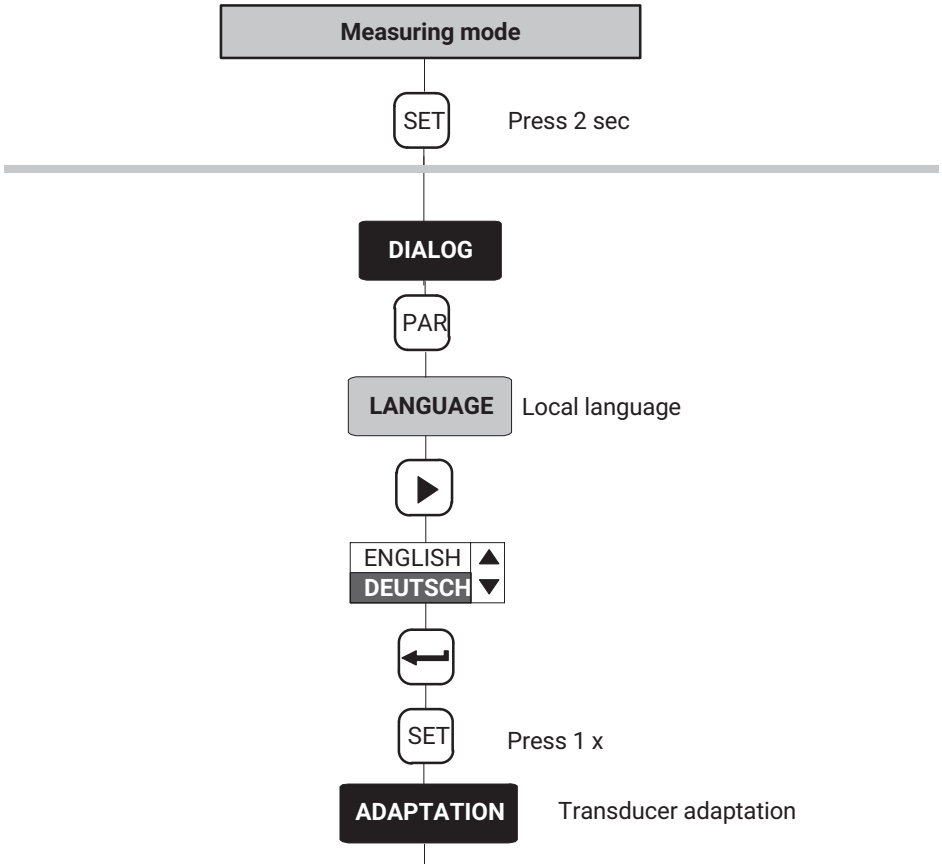 Measuring mode
SET Press 2 sec
DIALOG
PAR
LANGUAGE Local language
ENGLISH
DEUTSCH
SET Press 1 x
ADAPTATION Transducer adaptation